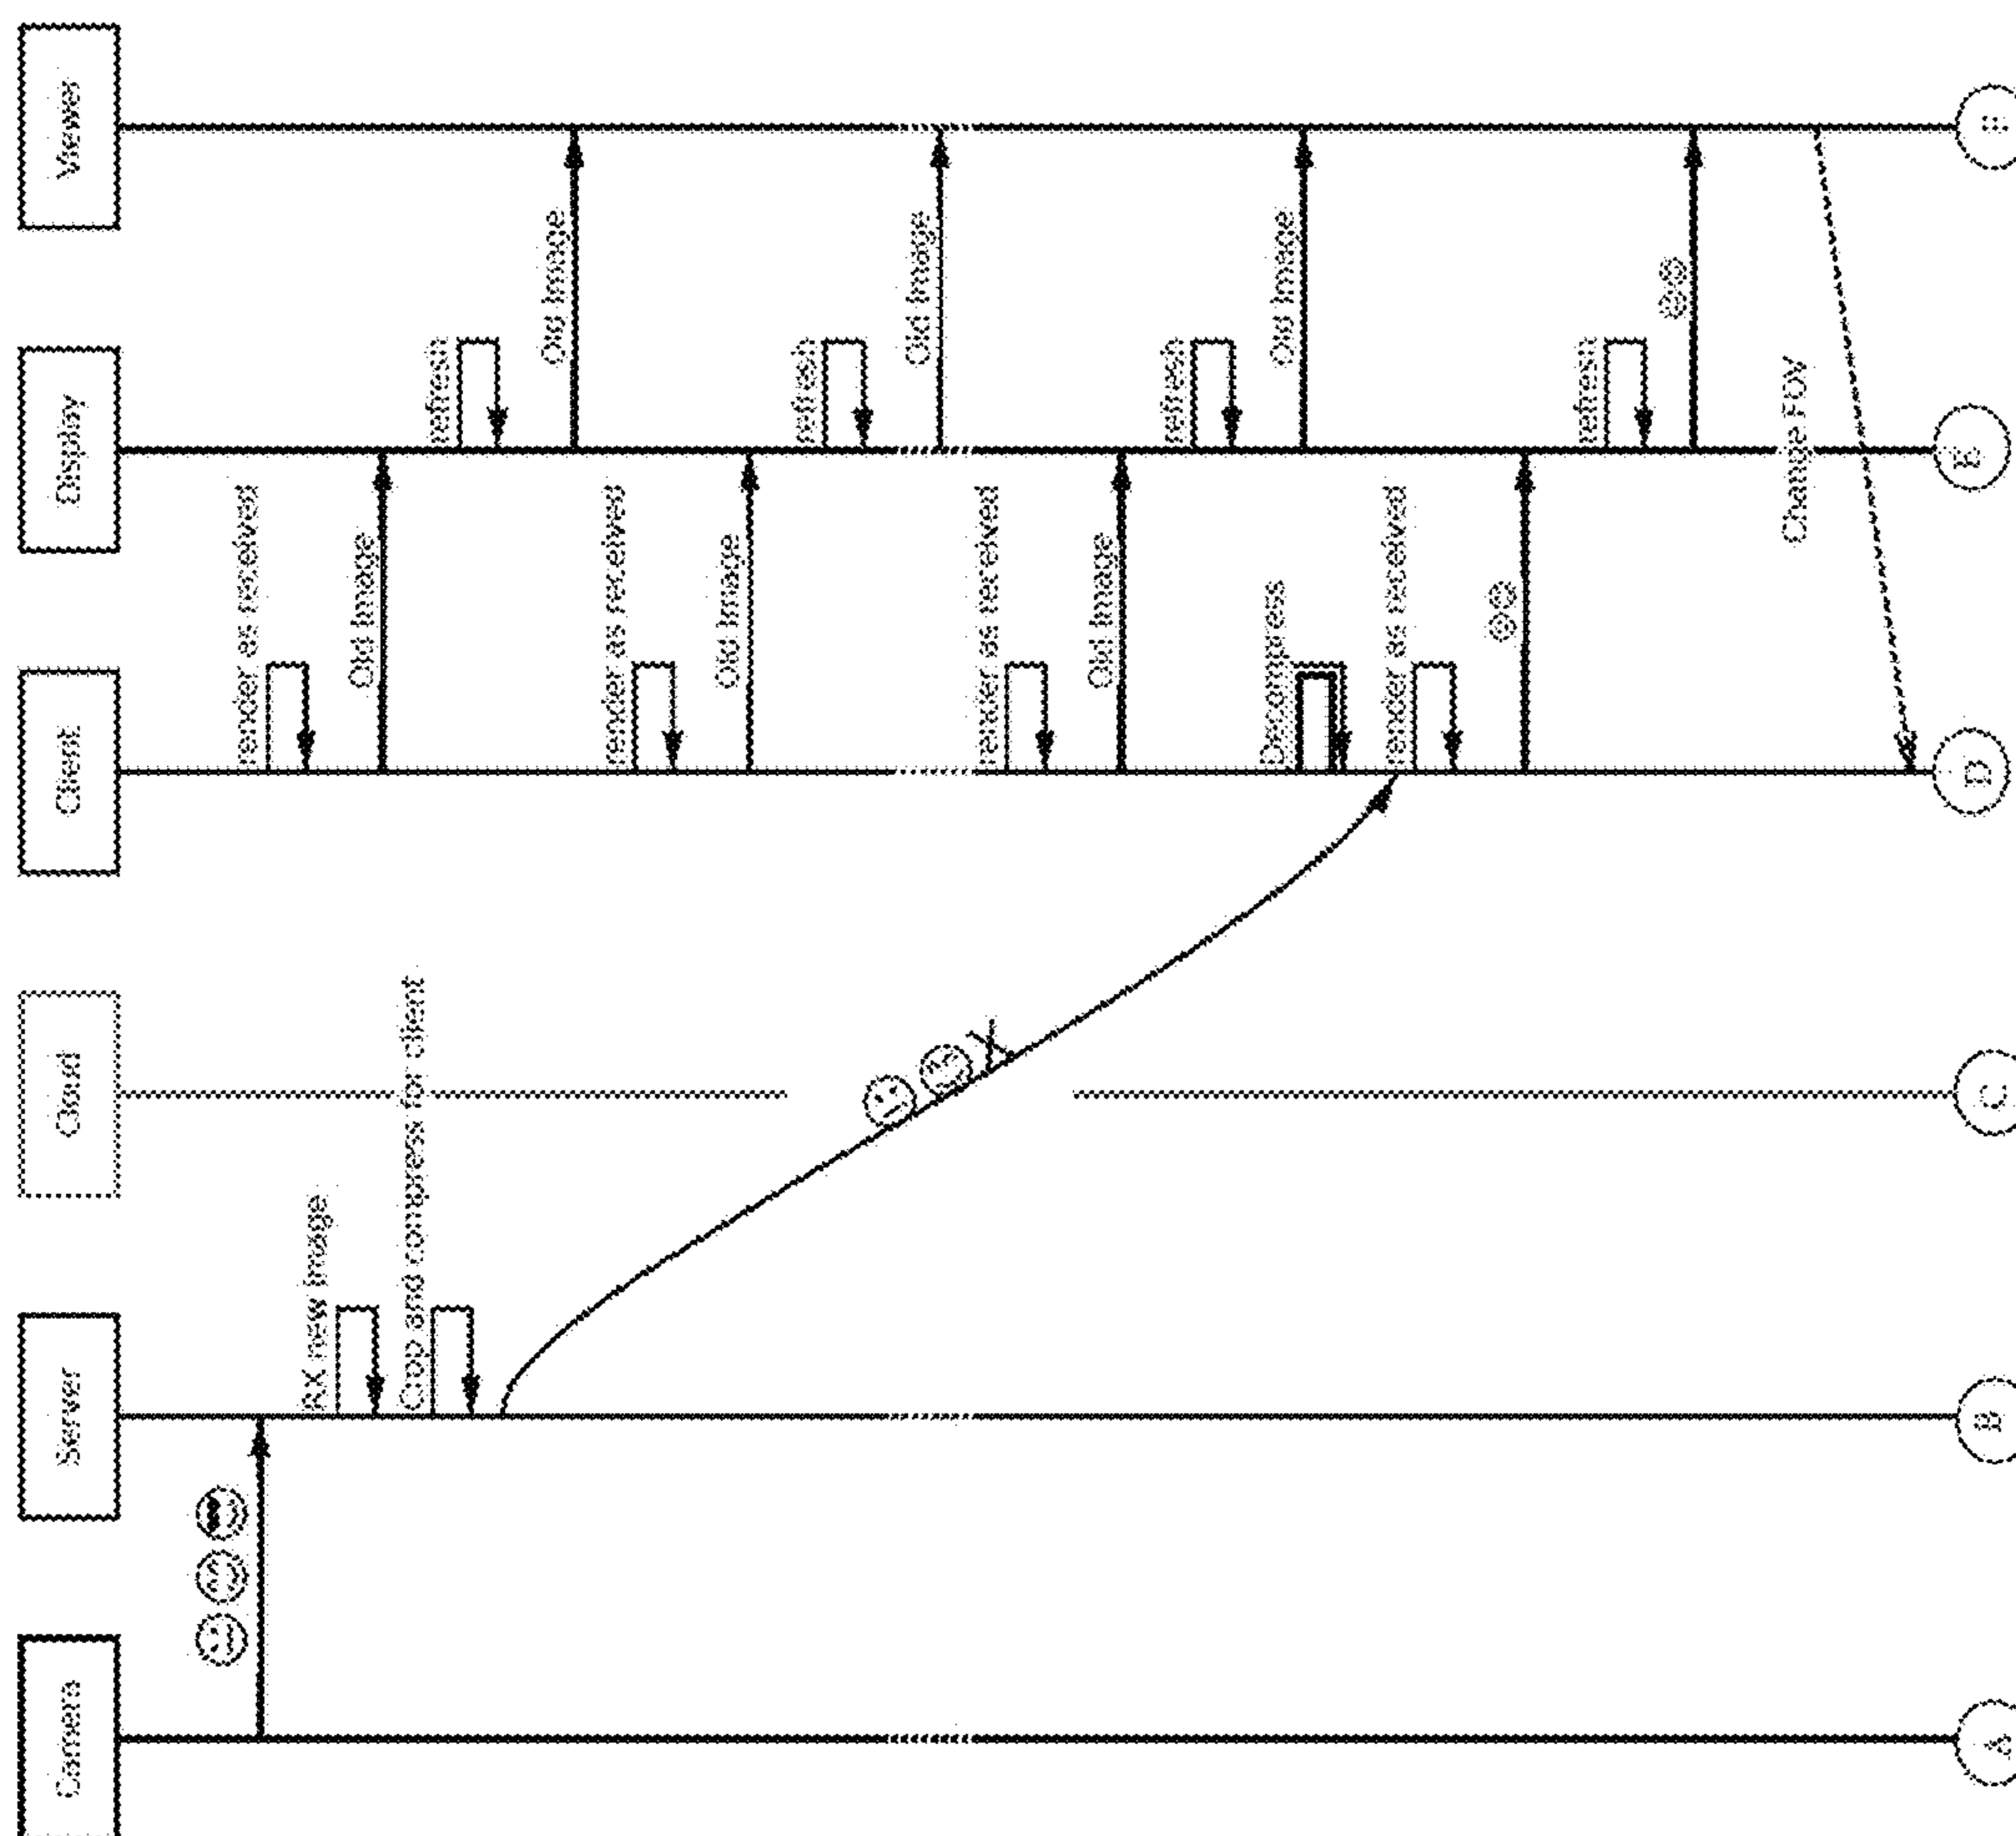 Camera
Server
Cloud
Client
Display
Viewer
render as received
RX new image
Old Image
Crop and compress for client
refresh
Old Image
render as received
Old Image
refresh
Old Image
X
render as received
Old Image
refresh
Old Image
Decompress
render as received
refresh
Change FOV
A
B
C
D
E